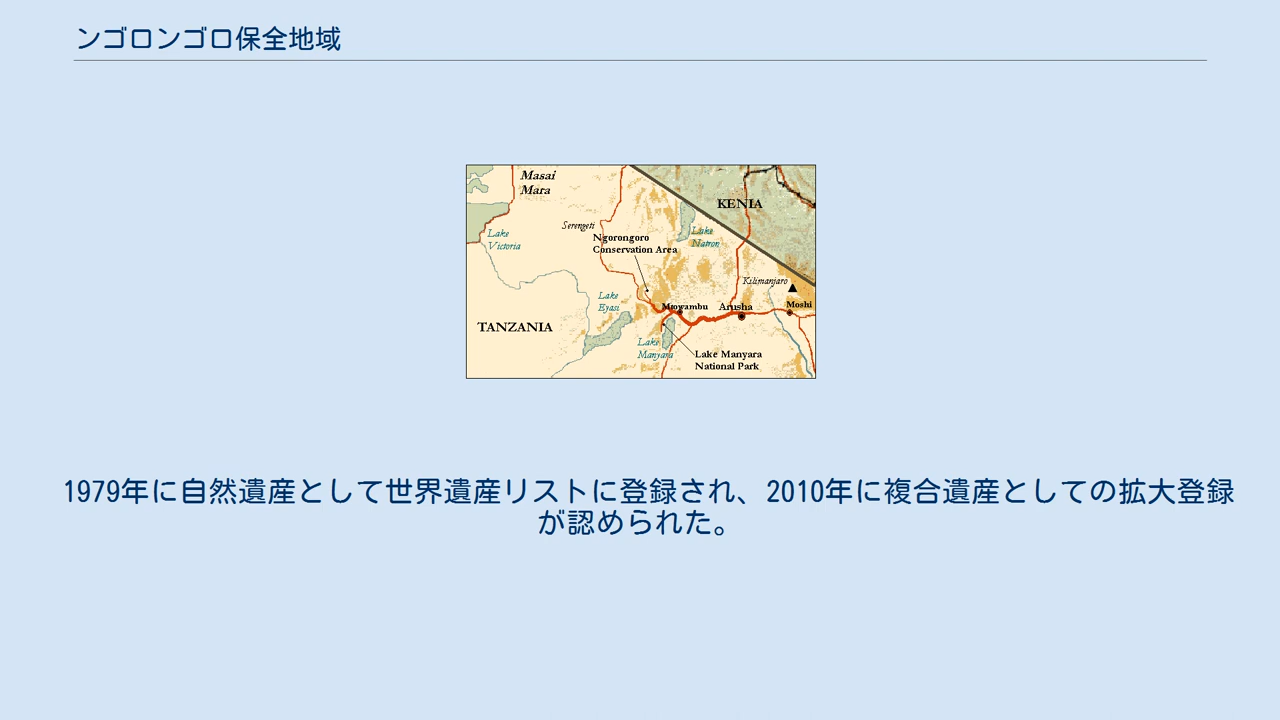 ンゴロンゴロ保全地域
Masai
Mara
KENIA
Serengeti
Lake
Victoria
Ngorongoro
Conservation Area
Lake
Natron
Kilimanjaro
Lake
Eyasi
Mtowambu
Arusha
Moshi
TANZANIA
Lake
Manyara
Lake Manyara
National Park
1979年に自然遺産として世界遺産リストに登録され、2010年に複合遺産としての拡大登録
が認められた。